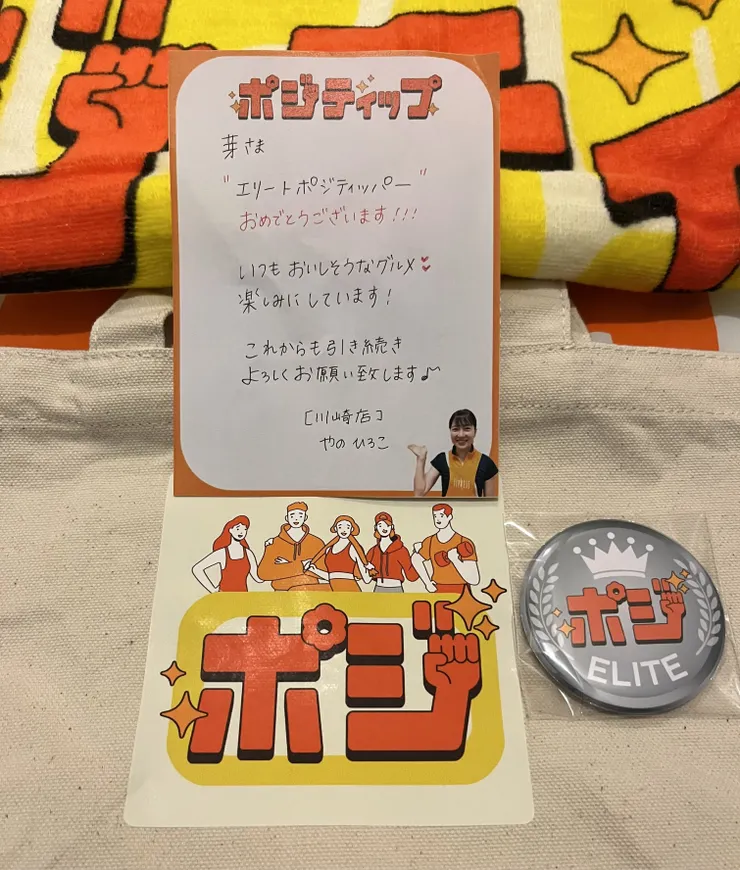 ポジティップ
芽さま
"エリートポジティッパー"
おめでとうございます!!!
いつも おいしそうなグルメ
楽しみにしています!
これからも引き続き
よろしくお願い致します♪
[川崎店]
やの ひろこ
ポジ
ポジ
ELITE